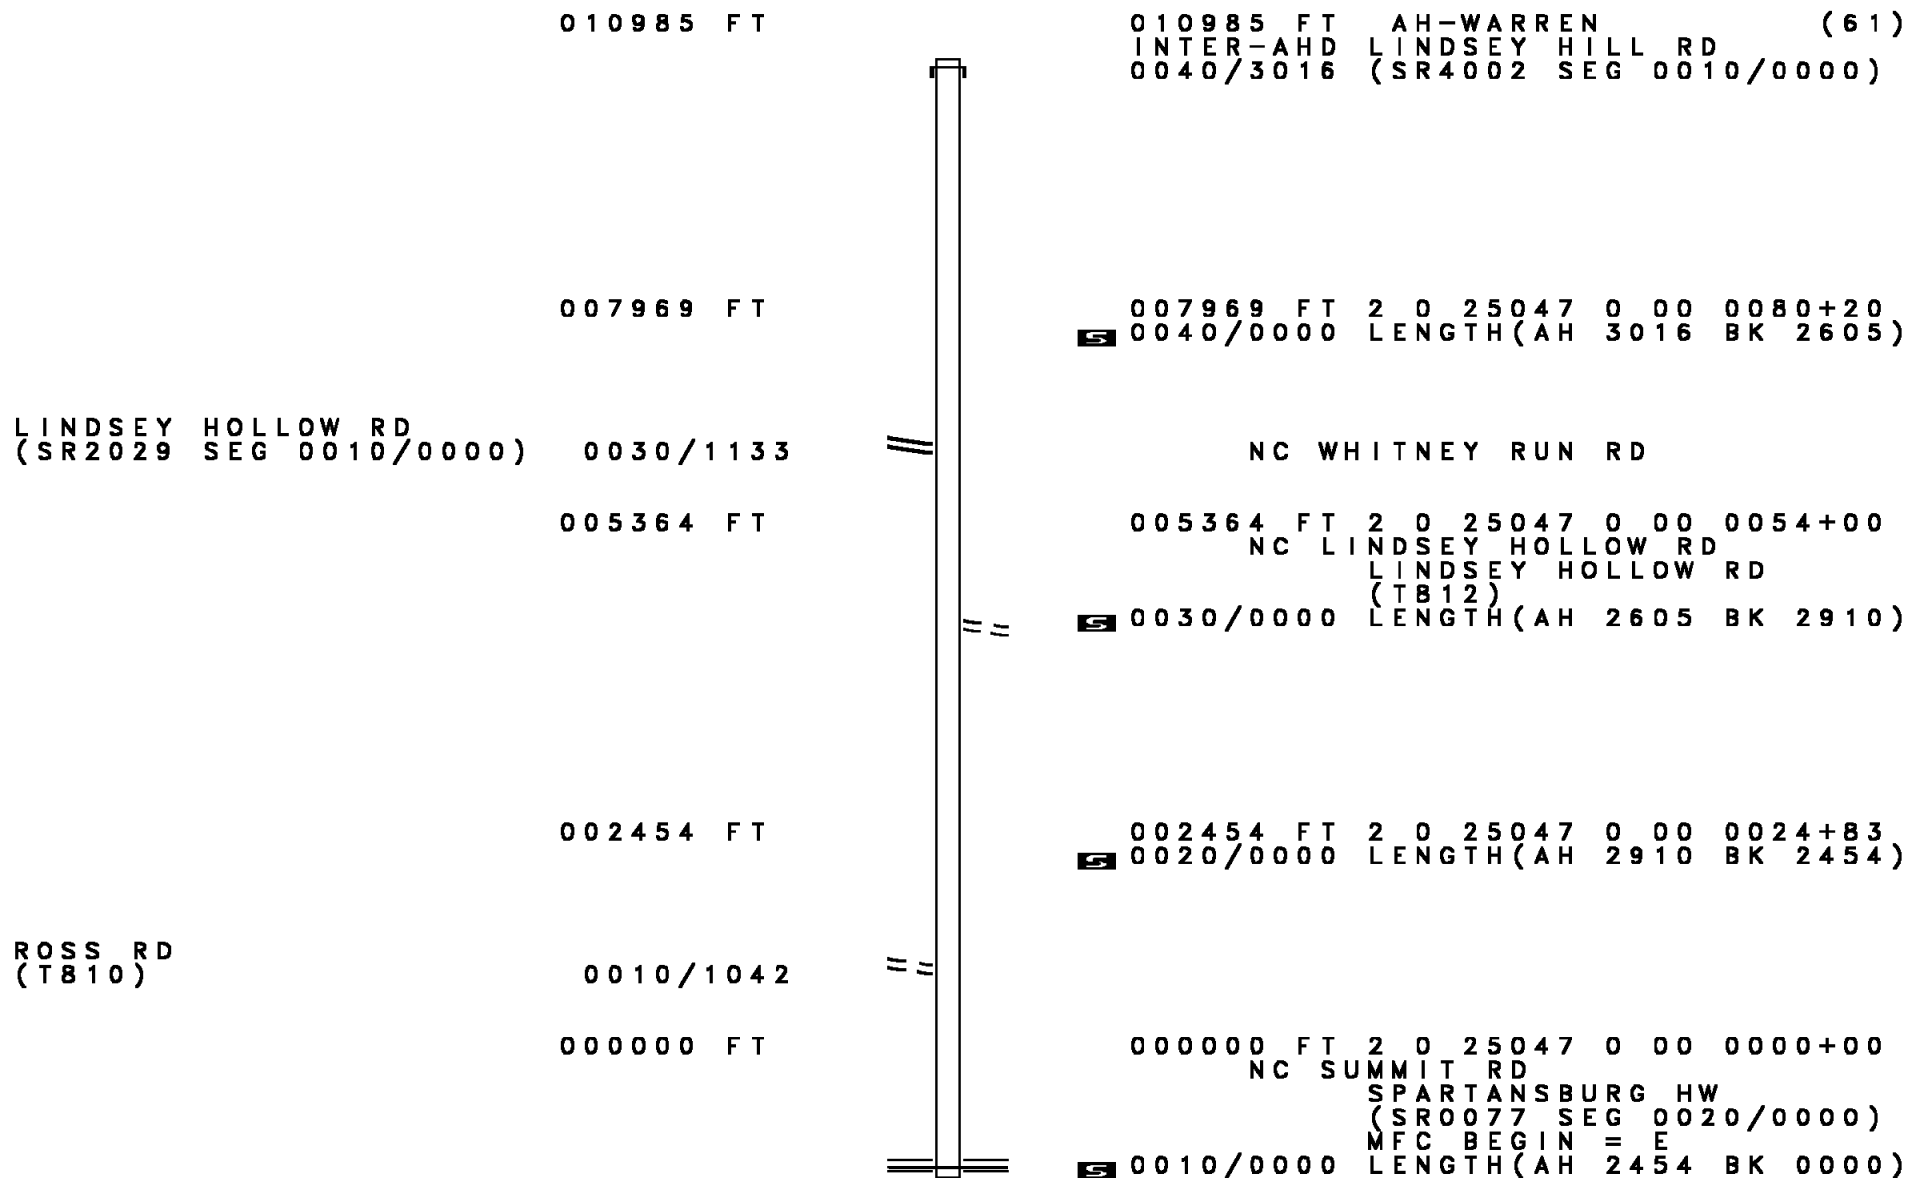 010985 FT 010985 FT AH-WARREN (61)
INTER-AHD LINDSEY HILL RD
0040/3016 (SR4002 SEG 0010/0000)
007969 FT 007969 FT 2 0 25047 0 00 0080+20
S 0040/0000 LENGTH(AH 3016 BK 2605)
LINDSEY HOLLOW RD
(SR2029 SEG 0010/0000) 0030/1133 NC WHITNEY RUN RD
005364 FT 005364 FT 2 0 25047 0 00 0054+00
NC LINDSEY HOLLOW RD
LINDSEY HOLLOW RD
(T812)
S 0030/0000 LENGTH(AH 2605 BK 2910)
002454 FT 002454 FT 2 0 25047 0 00 0024+83
S 0020/0000 LENGTH(AH 2910 BK 2454)
ROSS RD
(T810) 0010/1042
000000 FT 000000 FT 2 0 25047 0 00 0000+00
NC SUMMIT RD
SPARTANSBURG HW
(SR0077 SEG 0020/0000)
MFC BEGIN = E
S 0010/0000 LENGTH(AH 2454 BK 0000)